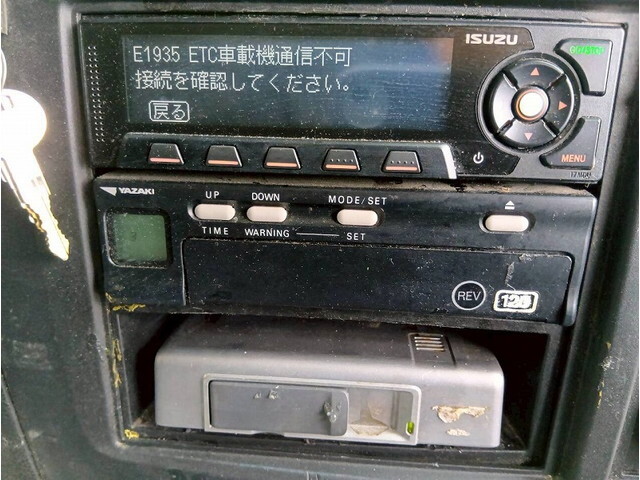 E1935 ETC車載機通信不可
接続を確認してください。
戻る
ISUZU
MENU
YAZAKI
UP DOWN MODE/SET
TIME WARNING SET
REV
120